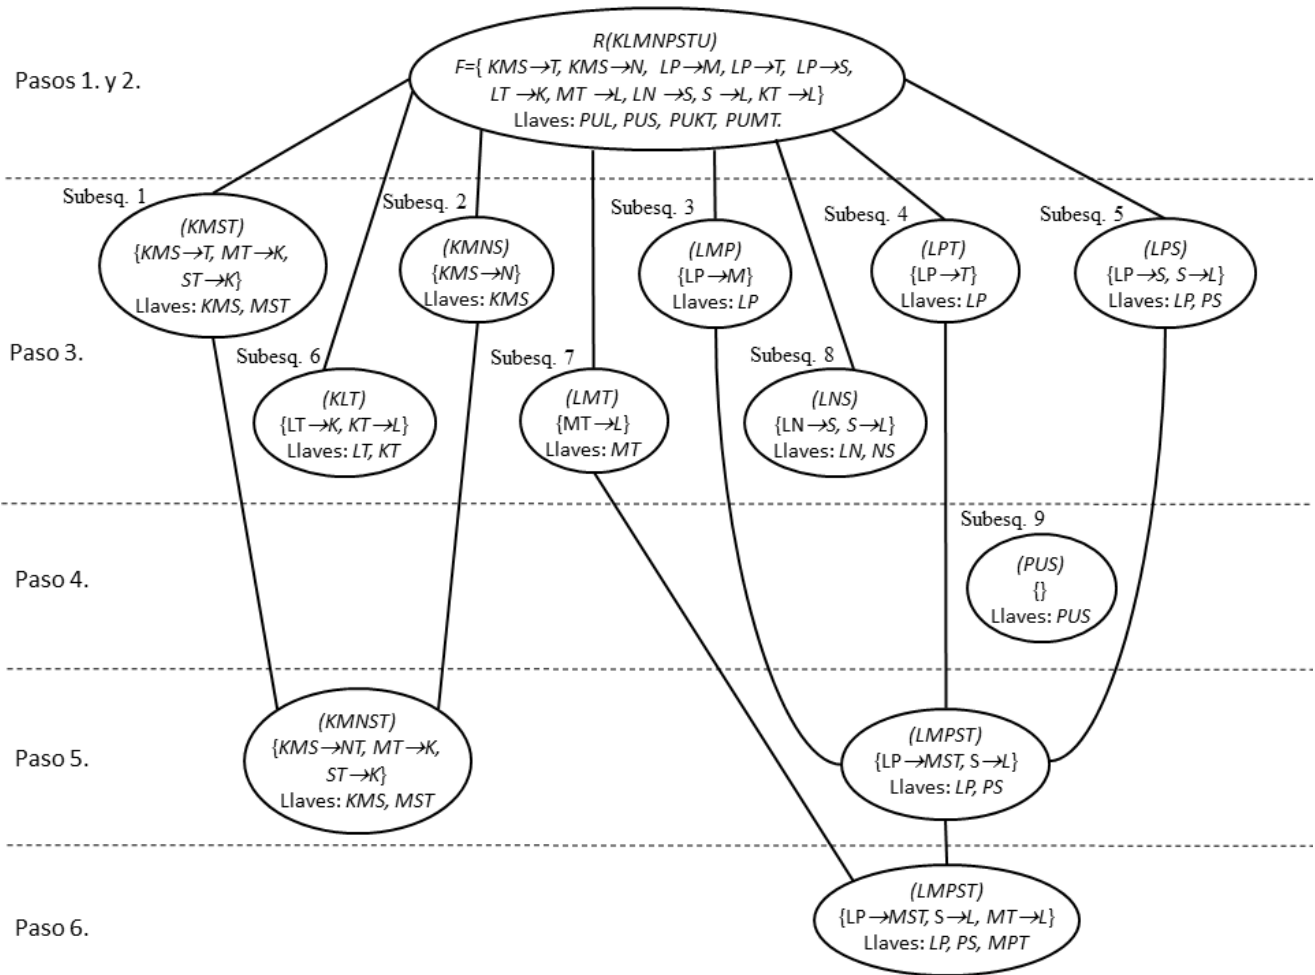 Pasos 1. y 2.
R(KLMNPSTU)
F={ KMS→T, KMS→N, LP→M, LP→T, LP→S,
LT →K, MT →L, LN →S, S →L, KT →L}
Llaves: PUL, PUS, PUKT, PUMT.
Paso 3.
Subesq. 1
(KMST)
{KMS→T, MT→K,
ST→K}
Llaves: KMS, MST
Subesq. 2
(KMNS)
{KMS→N}
Llaves: KMS
Subesq. 3
(LMP)
{LP→M}
Llaves: LP
Subesq. 4
(LPT)
{LP→T}
Llaves: LP
Subesq. 5
(LPS)
{LP→S, S→L}
Llaves: LP, PS
Subesq. 6
(KLT)
{LT→K, KT→L}
Llaves: LT, KT
Subesq. 7
(LMT)
{MT→L}
Llaves: MT
Subesq. 8
(LNS)
{LN→S, S→L}
Llaves: LN, NS
Paso 4.
Subesq. 9
(PUS)
{}
Llaves: PUS
Paso 5.
(KMNST)
{KMS→NT, MT→K,
ST→K}
Llaves: KMS, MST
(LMPST)
{LP→MST, S→L}
Llaves: LP, PS
Paso 6.
(LMPST)
{LP→MST, S→L, MT→L}
Llaves: LP, PS, MPT